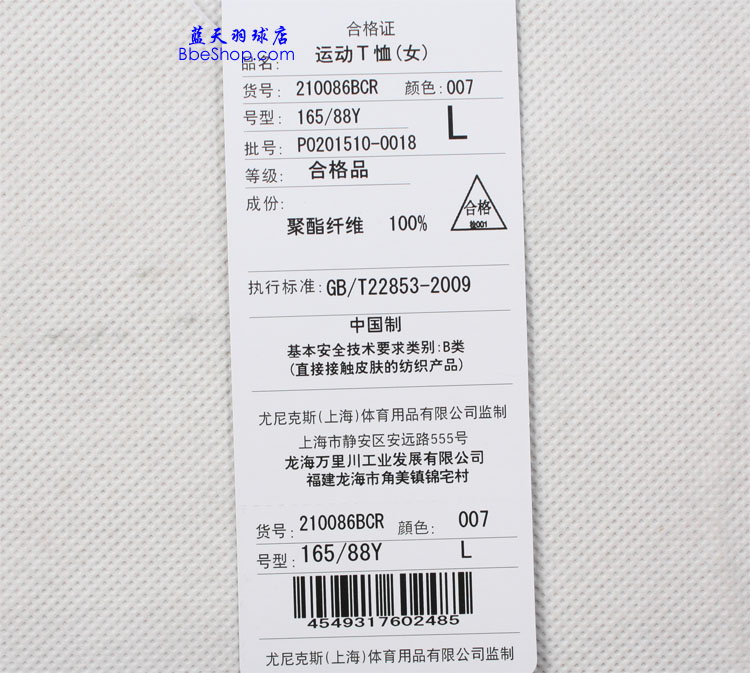 蓝天羽球店
BbeShop.com
合格证
品名: 运动T恤(女)
货号: 210086BCR 颜色: 007
号型: 165/88Y L
批号: PO201510-0018
等级: 合格品
成份:
聚酯纤维 100%
合格
检001
执行标准: GB/T22853-2009
中国制
基本安全技术要求类别:B类
(直接接触皮肤的纺织产品)
尤尼克斯(上海)体育用品有限公司监制
上海市静安区安远路555号
龙海万里川工业发展有限公司
福建龙海市角美镇锦宅村
货号: 210086BCR 顔色: 007
号型: 165/88Y L
4549317602485
尤尼克斯(上海)体育用品有限公司监制